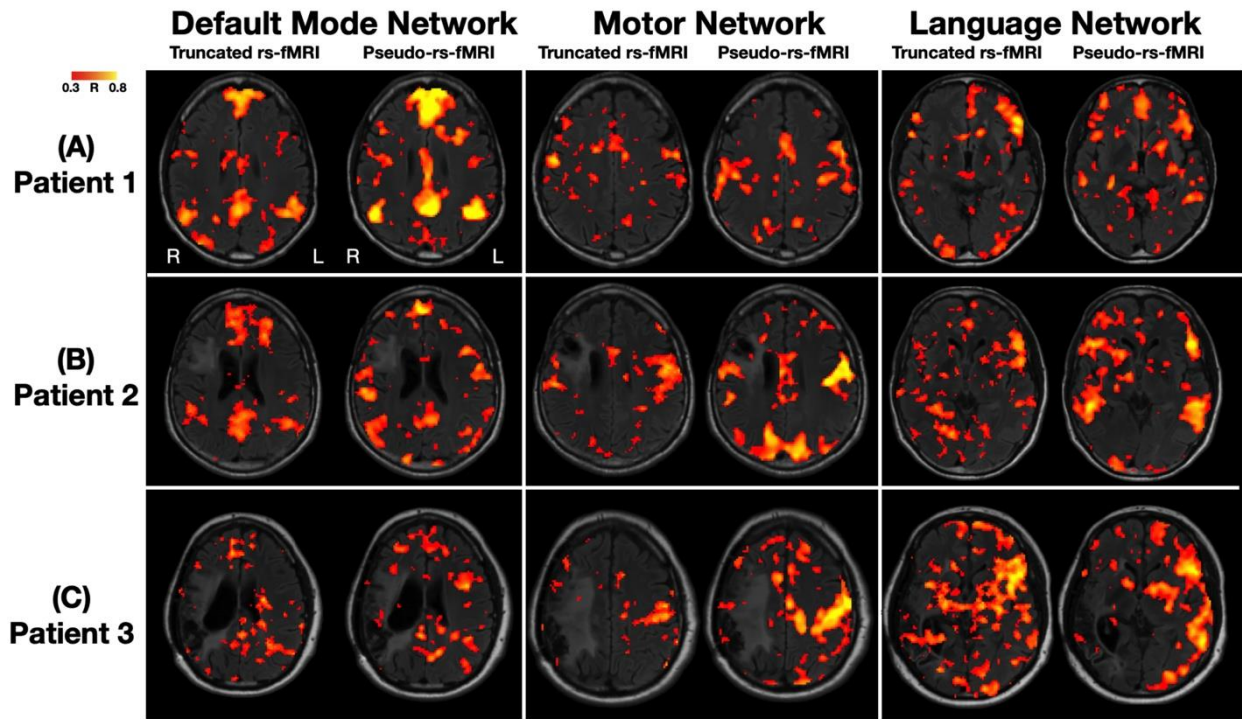 Default Mode Network Motor Network Language Network
Truncated rs-fMRI Pseudo-rs-fMRI Truncated rs-fMRI Pseudo-rs-fMRI Truncated rs-fMRI Pseudo-rs-fMRI
0.3 R 0.8
(A)
Patient 1
R L R L
(B)
Patient 2
(C)
Patient 3